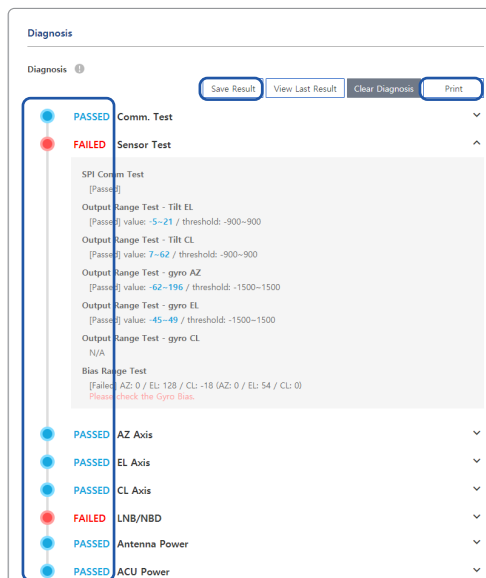 Diagnosis
Diagnosis !
Save Result View Last Result Clear Diagnosis Print
PASSED Comm. Test
FAILED Sensor Test
SPI Comm Test
[Passed]
Output Range Test - Tilt EL
[Passed] value: -5~21 / threshold: -900~900
Output Range Test - Tilt CL
[Passed] value: 7~62 / threshold: -900~900
Output Range Test - gyro AZ
[Passed] value: -62~196 / threshold: -1500~1500
Output Range Test - gyro EL
[Passed] value: -45~49 / threshold: -1500~1500
Output Range Test - gyro CL
N/A
Bias Range Test
[Failed] AZ: 0 / EL: 128 / CL: -18 (AZ: 0 / EL: 54 / CL: 0)
Please check the Gyro Bias.
PASSED AZ Axis
PASSED EL Axis
PASSED CL Axis
FAILED LNB/NBD
PASSED Antenna Power
PASSED ACU Power